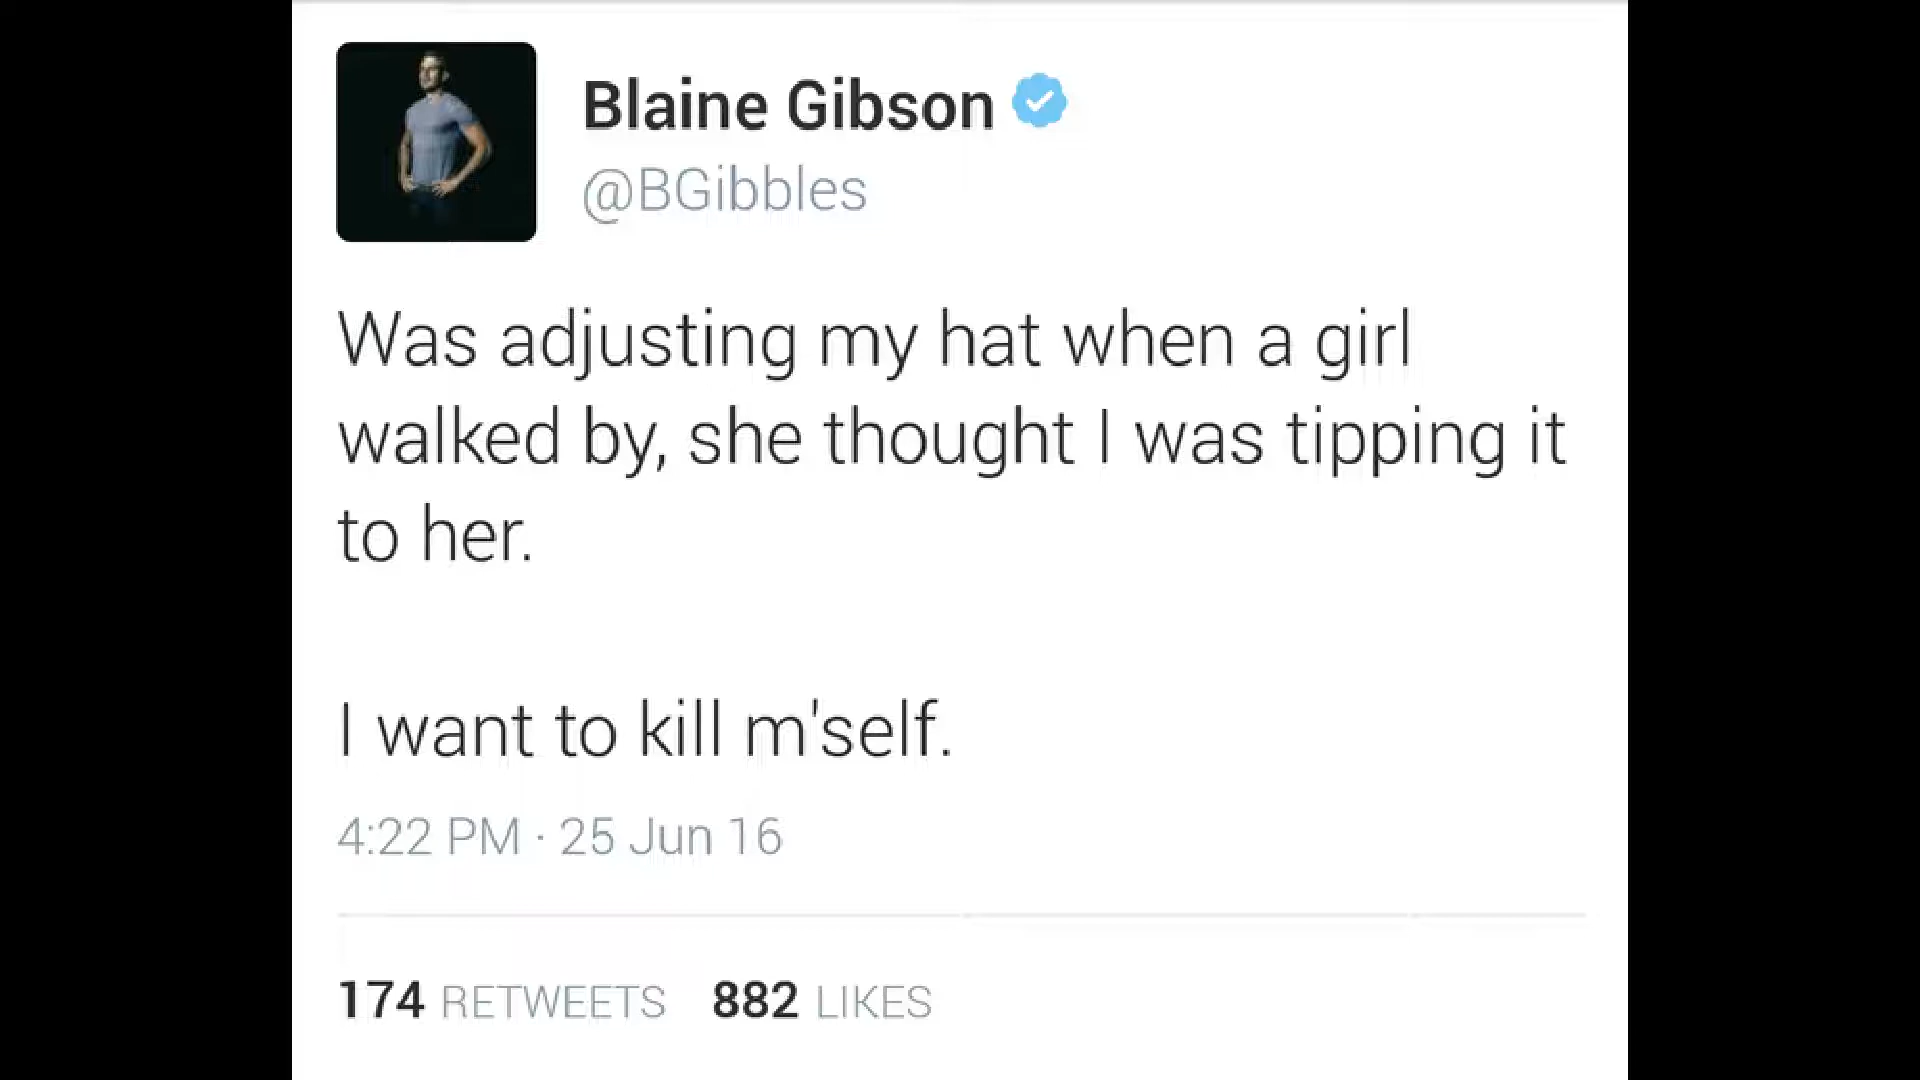 Blaine Gibson
@BGibbles
Was adjusting my hat when a girl
walked by, she thought I was tipping it
to her.
I want to kill m'self.
4:22 PM · 25 Jun 16
174 RETWEETS 882 LIKES